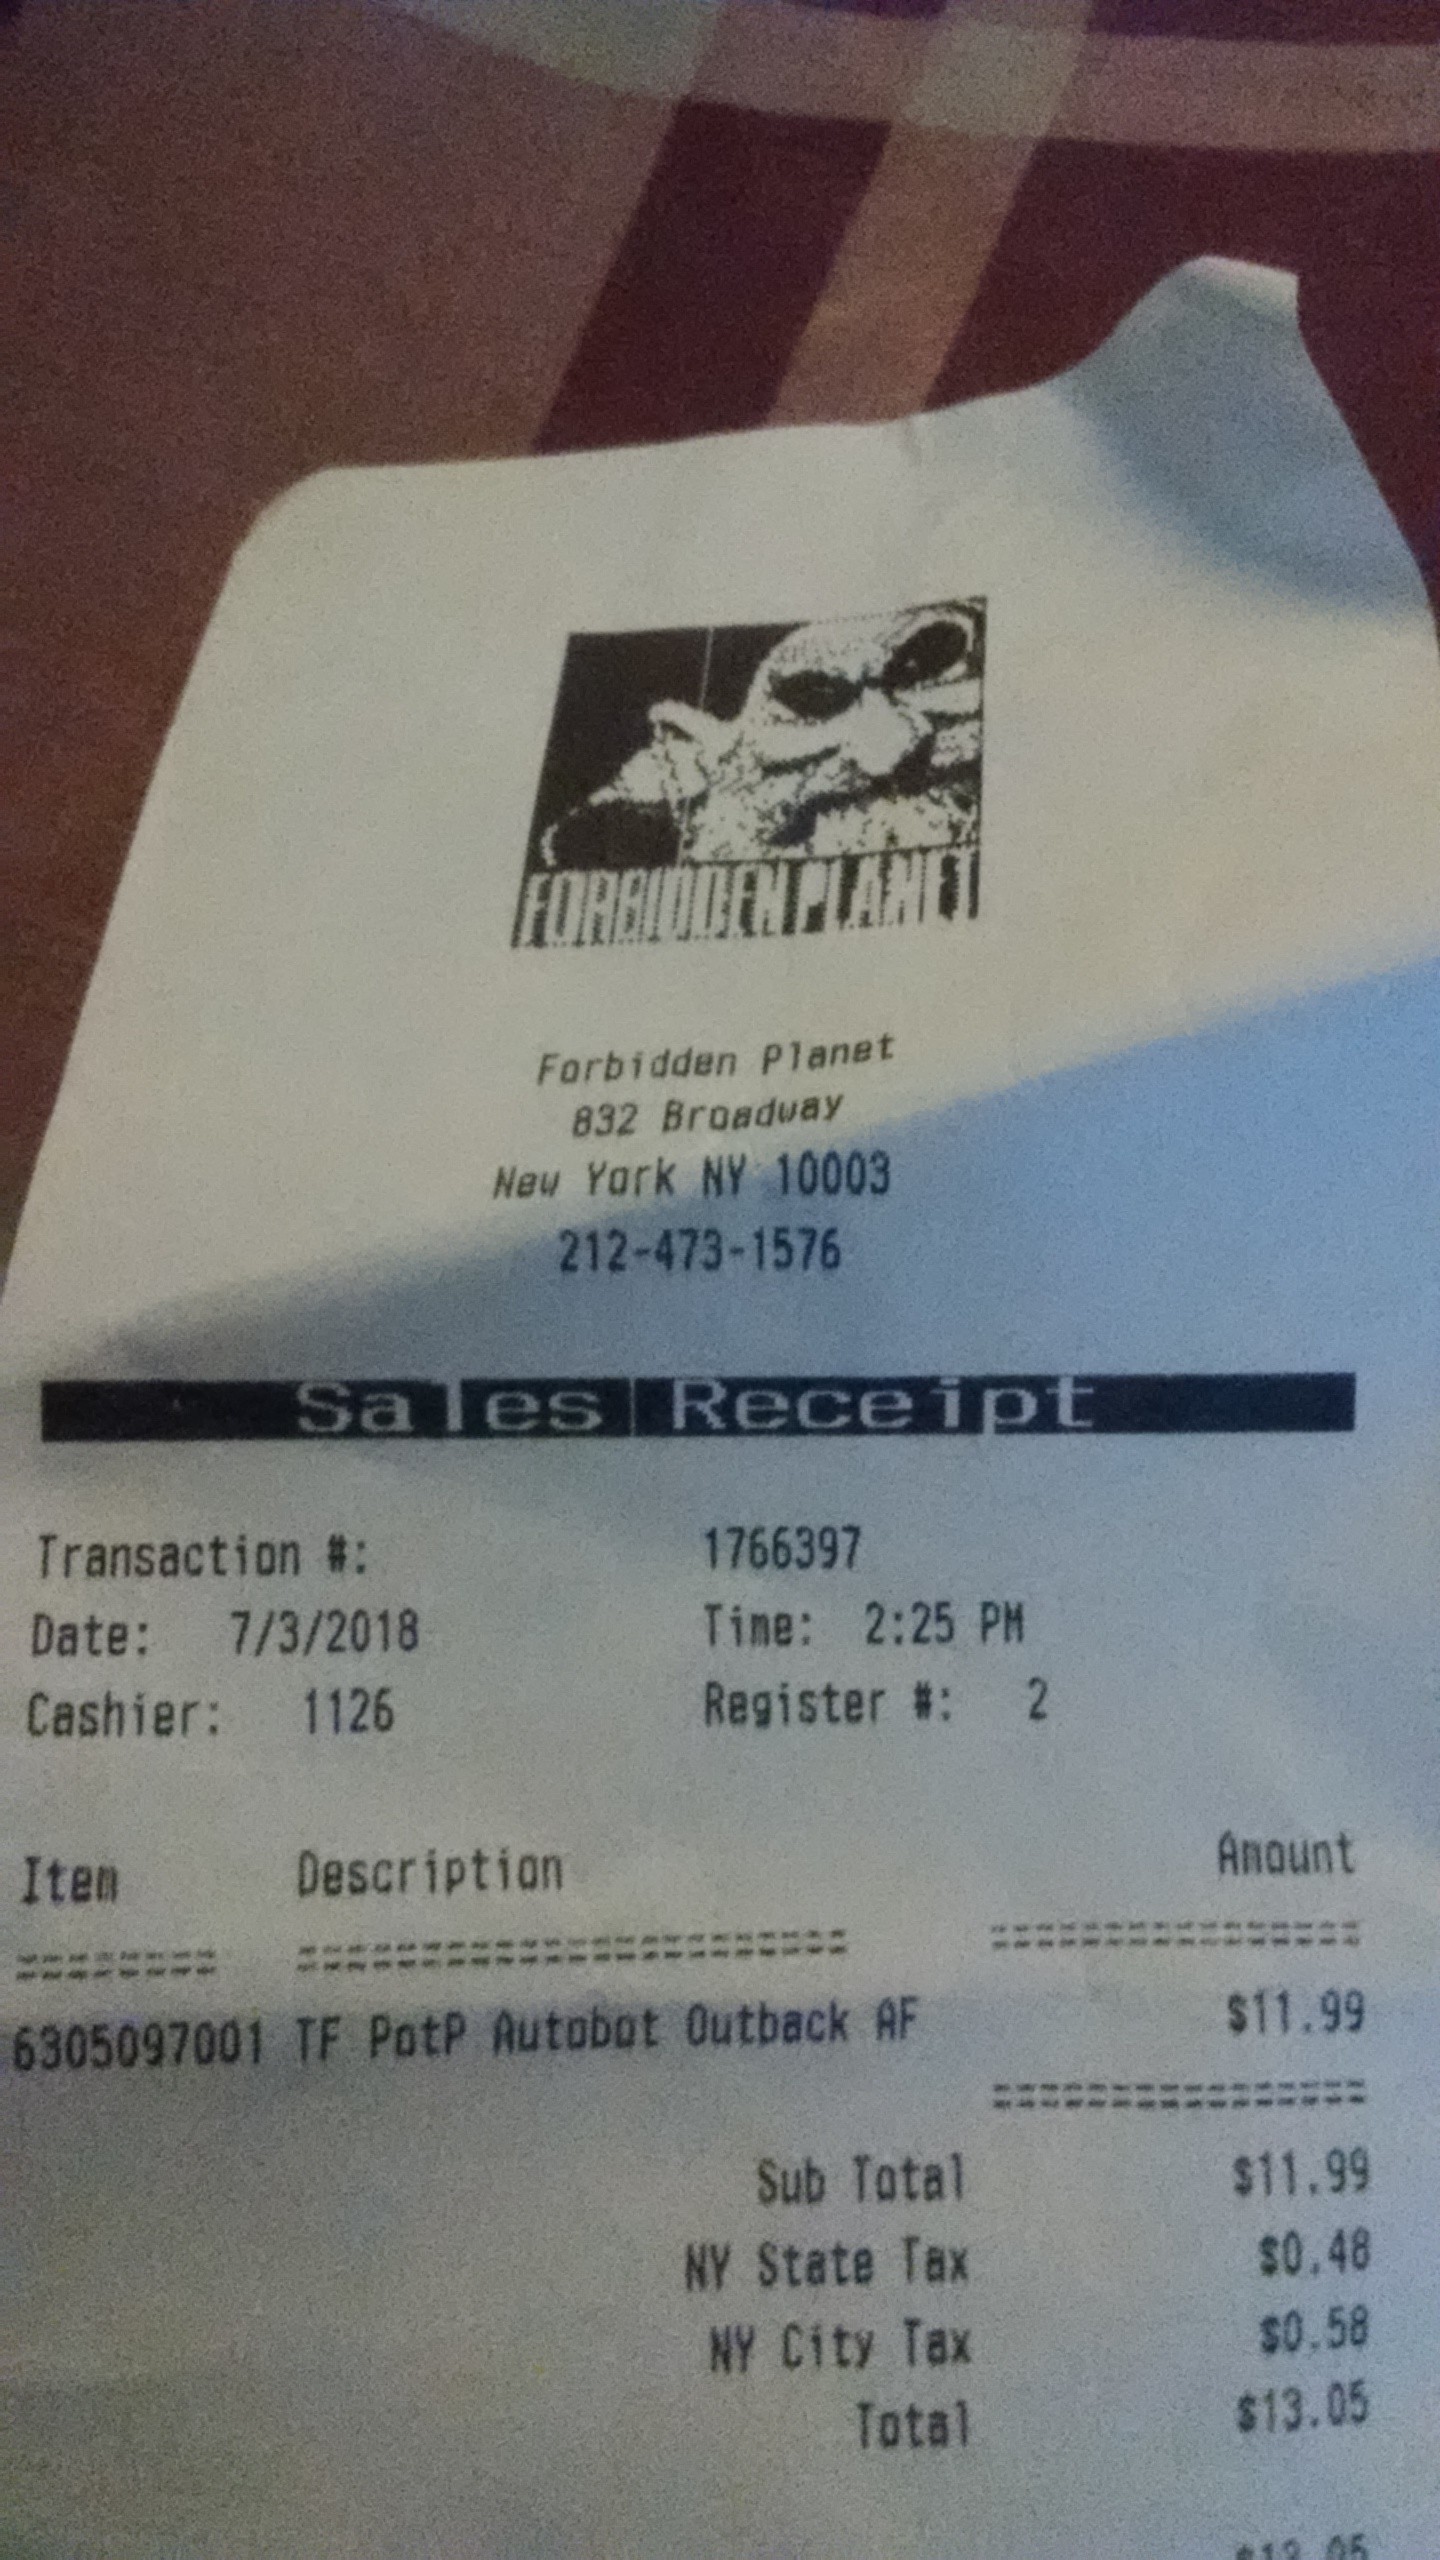 FORBIDDEN PLANET
Forbidden Planet
832 Broadway
New York NY 10003
212-473-1576
Sales Receipt
Transaction #: 1766397
Date: 7/3/2018 Time: 2:25 PM
Cashier: 1126 Register #: 2
Item Description Amount
======== ======================= ================
6305097001 TF PotP Autobot Outback AF $11.99
================
Sub Total $11.99
NY State Tax $0.48
NY City Tax $0.58
Total $13.05
$13.05